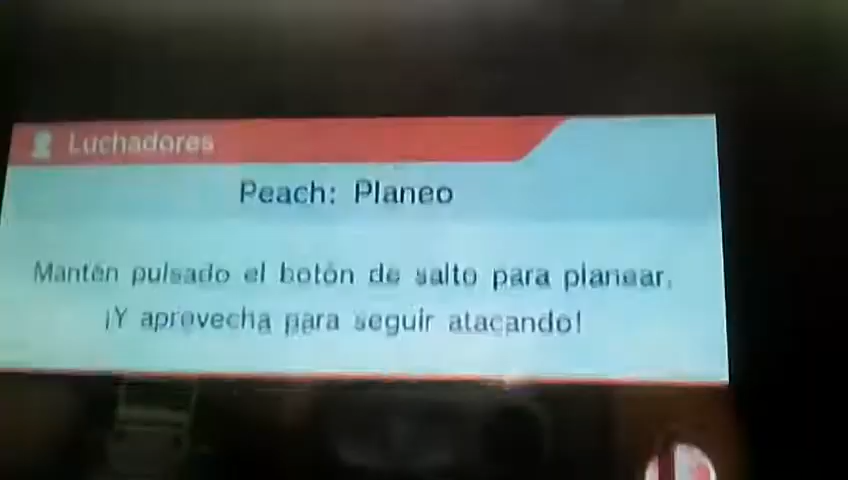 Luchadores
Peach: Planeo
Mantén pulsado el botón de salto para planear.
¡Y aprovecha para seguir atacando!